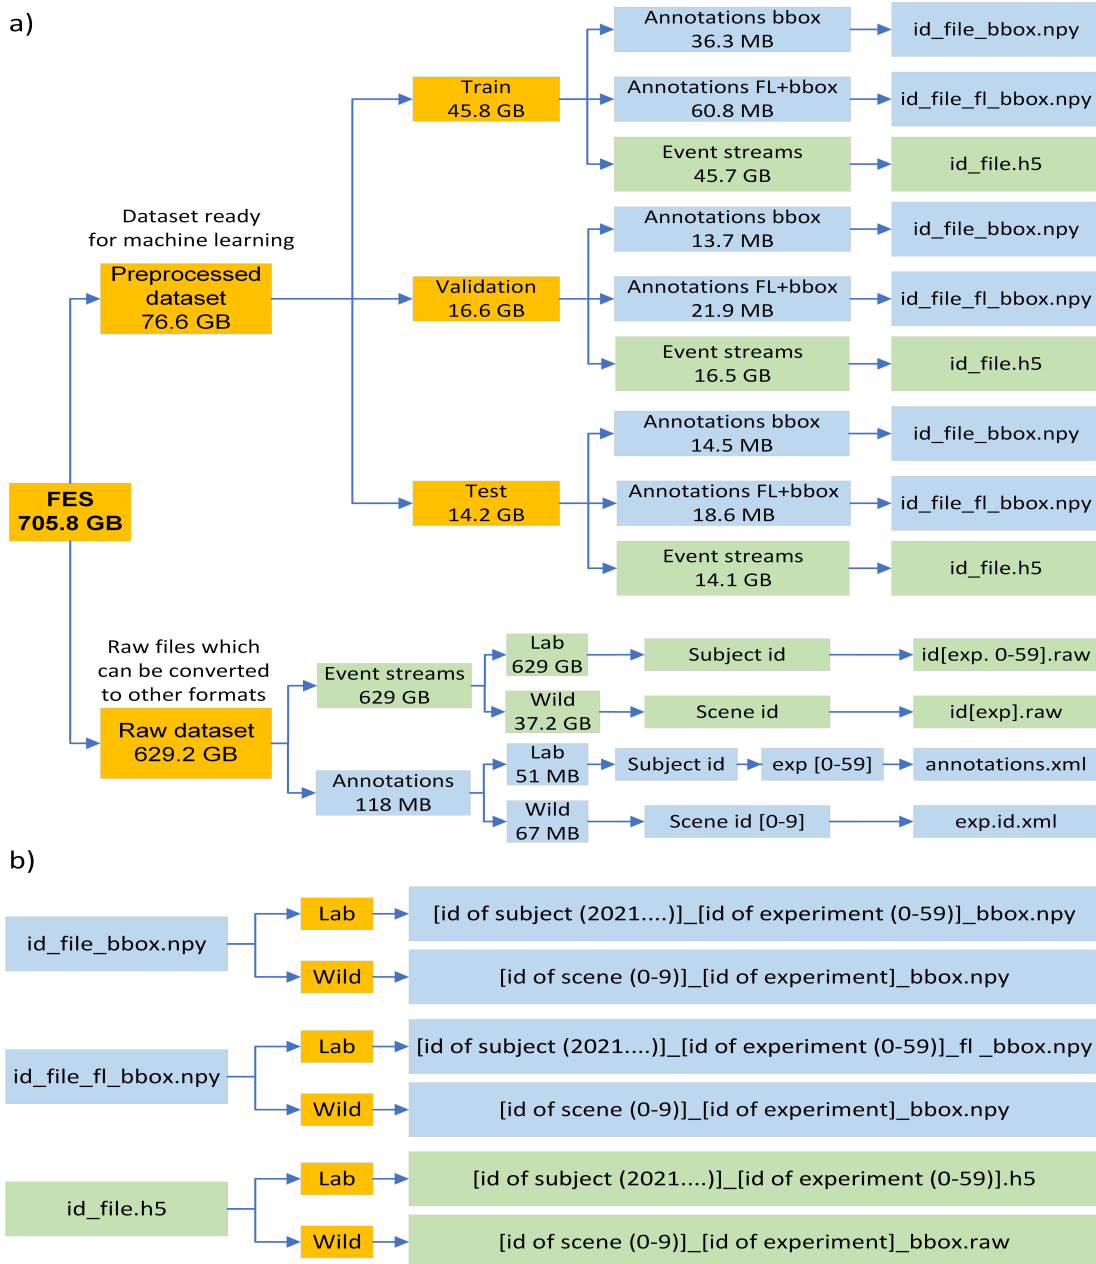 a)
Annotations bbox
36.3 MB
id_file_bbox.npy
Train
45.8 GB
Annotations FL+bbox
60.8 MB
id_file_fl_bbox.npy
Event streams
45.7 GB
id_file.h5
Dataset ready
for machine learning
Preprocessed
dataset
76.6 GB
Annotations bbox
13.7 MB
id_file_bbox.npy
Validation
16.6 GB
Annotations FL+bbox
21.9 MB
id_file_fl_bbox.npy
Event streams
16.5 GB
id_file.h5
Annotations bbox
14.5 MB
id_file_bbox.npy
Test
14.2 GB
Annotations FL+bbox
18.6 MB
id_file_fl_bbox.npy
Event streams
14.1 GB
id_file.h5
FES
705.8 GB
Raw files which
can be converted
to other formats
Raw dataset
629.2 GB
Event streams
629 GB
Lab
629 GB
Subject id
id[exp. 0-59].raw
Wild
37.2 GB
Scene id
id[exp].raw
Annotations
118 MB
Lab
51 MB
Subject id
exp [0-59]
annotations.xml
Wild
67 MB
Scene id [0-9]
exp.id.xml
b)
id_file_bbox.npy
Lab
[id of subject (2021....)]_[id of experiment (0-59)]_bbox.npy
Wild
[id of scene (0-9)]_[id of experiment]_bbox.npy
id_file_fl_bbox.npy
Lab
[id of subject (2021....)]_[id of experiment (0-59)]_fl _bbox.npy
Wild
[id of scene (0-9)]_[id of experiment]_bbox.npy
id_file.h5
Lab
[id of subject (2021....)]_[id of experiment (0-59)].h5
Wild
[id of scene (0-9)]_[id of experiment]_bbox.raw